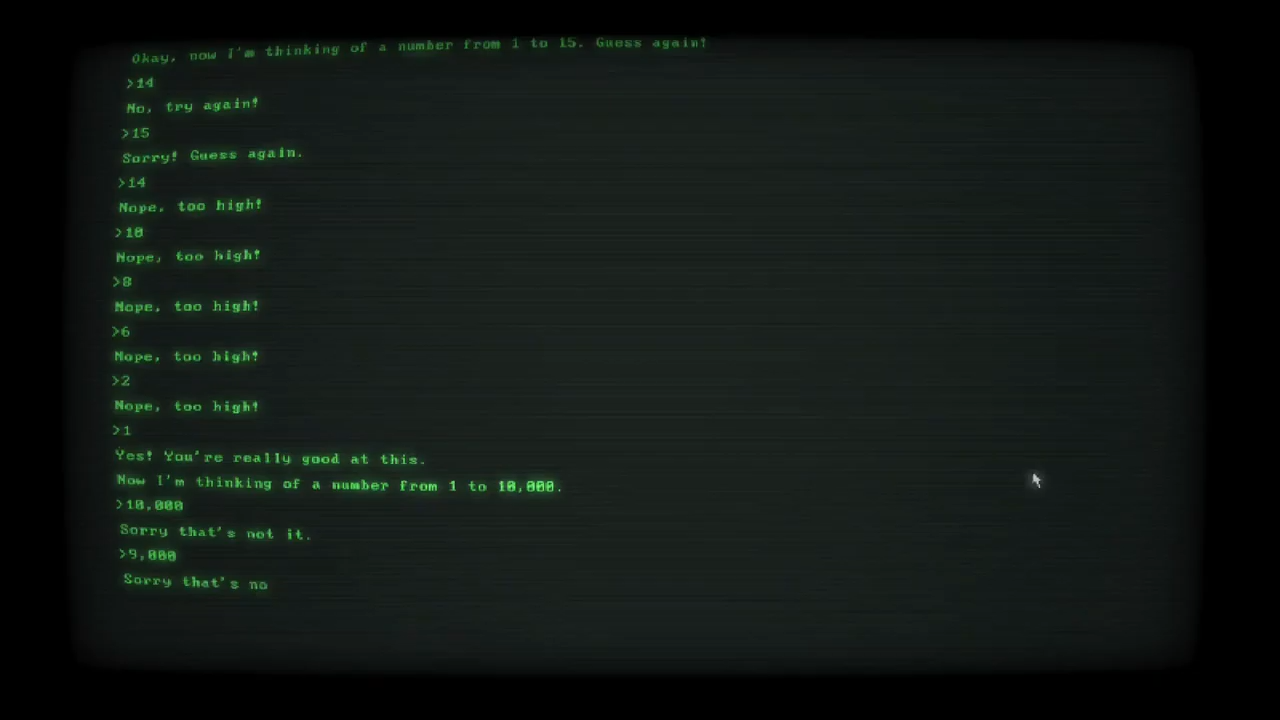 Okay, now I'm thinking of a number from 1 to 15. Guess again!
>14
No, try again!
>15
Sorry! Guess again.
>14
Nope, too high!
>10
Nope, too high!
>8
Nope, too high!
>6
Nope, too high!
>2
Nope, too high!
>1
Yes! You're really good at this.
Now I'm thinking of a number from 1 to 10,000.
>10,000
Sorry that's not it.
>9,000
Sorry that's no